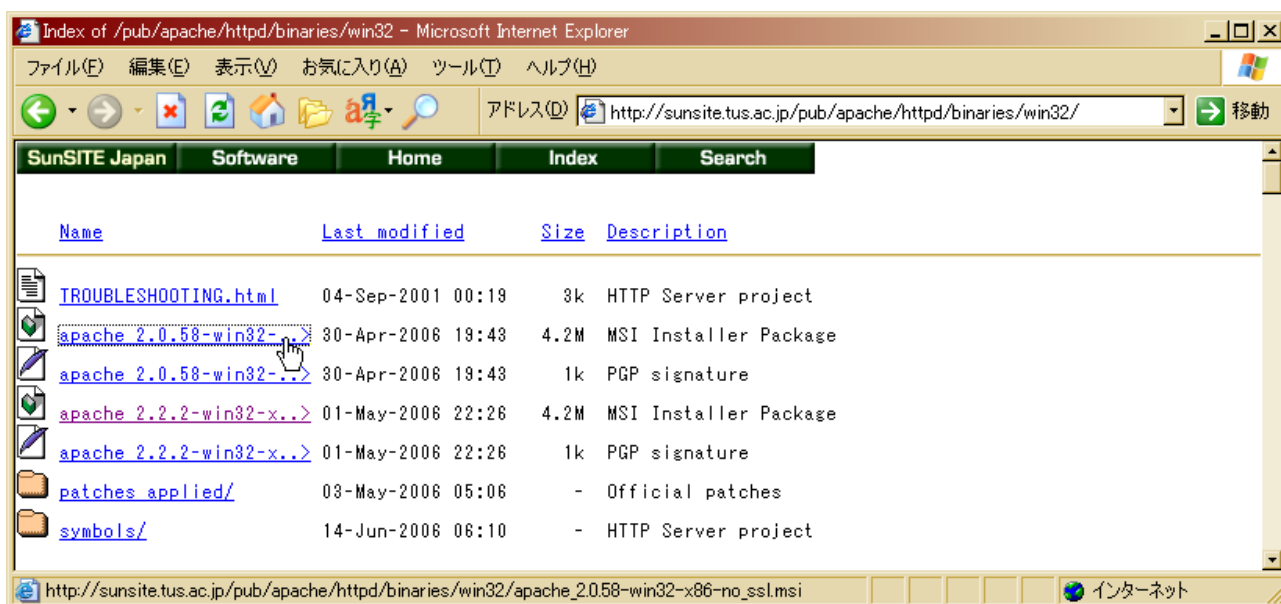 Index of /pub/apache/httpd/binaries/win32 - Microsoft Internet Explorer
ファイル(F) 編集(E) 表示(V) お気に入り(A) ツール(T) ヘルプ(H)
アドレス(D) http://sunsite.tus.ac.jp/pub/apache/httpd/binaries/win32/ 移動
SunSITE Japan Software Home Index Search
Name Last modified Size Description
TROUBLESHOOTING.html 04-Sep-2001 00:19 3k HTTP Server project
apache_2.0.58-win32-..> 30-Apr-2006 19:43 4.2M MSI Installer Package
apache_2.0.58-win32-..> 30-Apr-2006 19:43 1k PGP signature
apache_2.2.2-win32-x..> 01-May-2006 22:26 4.2M MSI Installer Package
apache_2.2.2-win32-x..> 01-May-2006 22:26 1k PGP signature
patches_applied/ 03-May-2006 05:06 - Official patches
symbols/ 14-Jun-2006 06:10 - HTTP Server project
http://sunsite.tus.ac.jp/pub/apache/httpd/binaries/win32/apache_2.0.58-win32-x86-no_ssl.msi インターネット